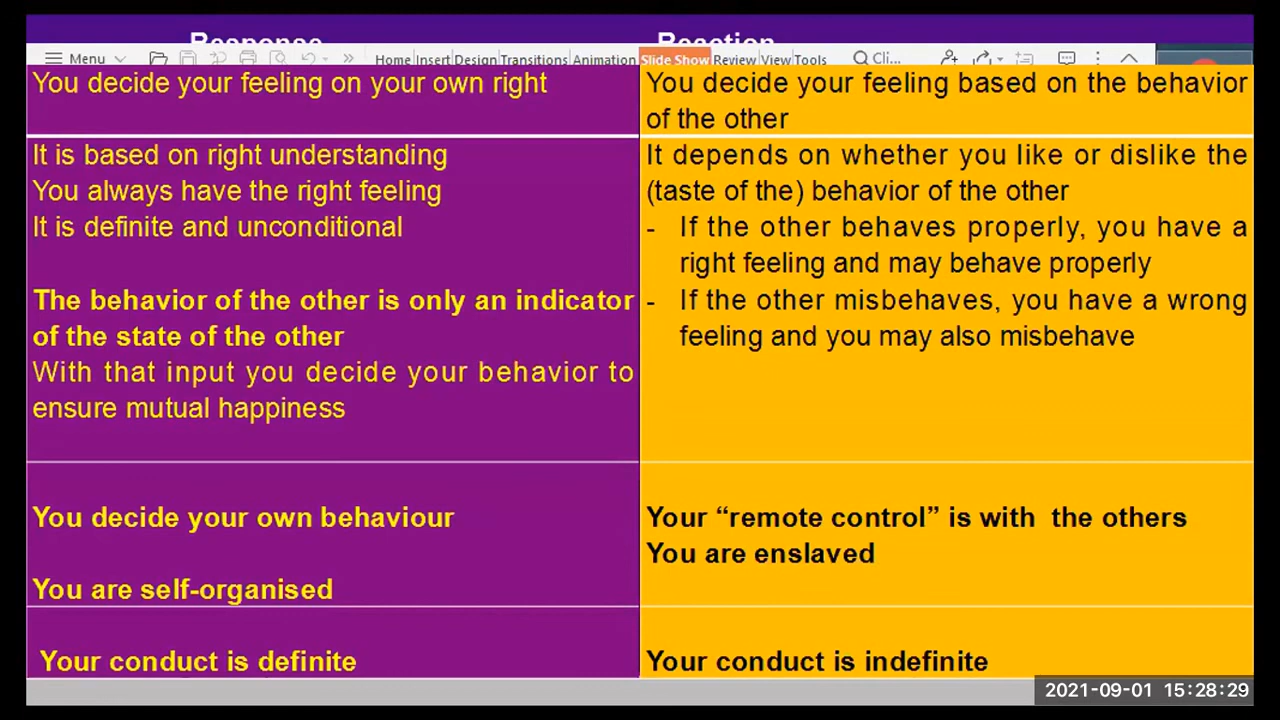 Response
Reaction
Menu
Home Insert Design Transitions Animation Slide Show Review View Tools
Cli...
You decide your feeling on your own right
You decide your feeling based on the behavior
of the other
It is based on right understanding
You always have the right feeling
It is definite and unconditional
The behavior of the other is only an indicator
of the state of the other
With that input you decide your behavior to
ensure mutual happiness
It depends on whether you like or dislike the
(taste of the) behavior of the other
- If the other behaves properly, you have a
right feeling and may behave properly
- If the other misbehaves, you have a wrong
feeling and you may also misbehave
You decide your own behaviour
You are self-organised
Your “remote control” is with the others
You are enslaved
Your conduct is definite
Your conduct is indefinite
2021-09-01 15:28:29